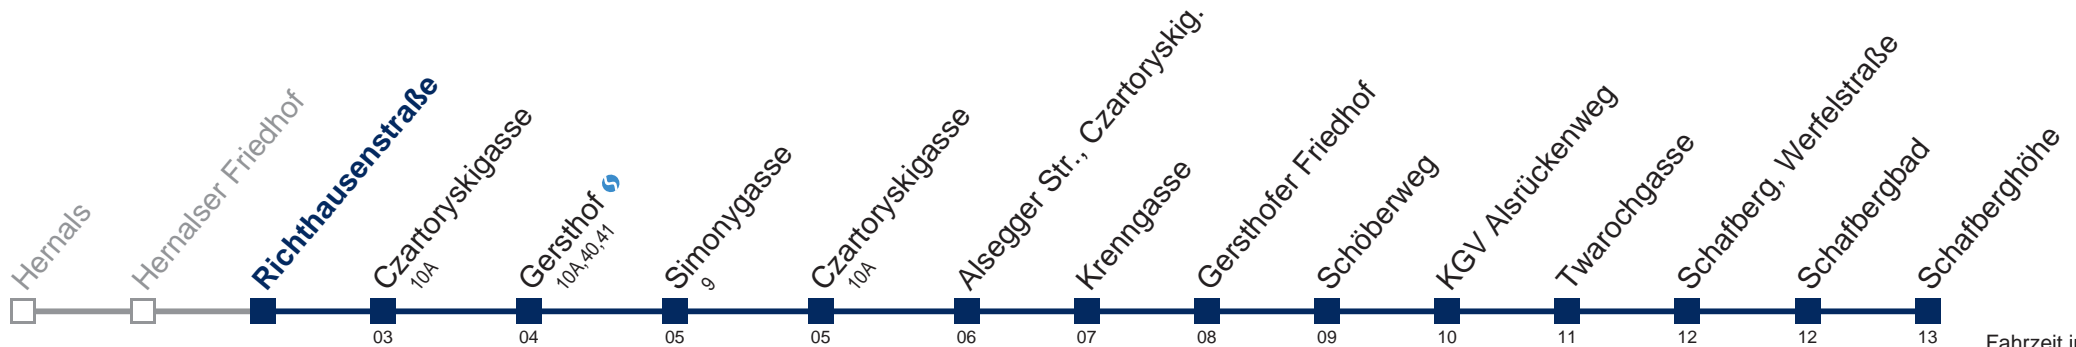 Hernals
Hernalser Friedhof
Richthausenstraße
Czartoryskigasse
10A
Gersthof
10A,40,41
Simonygasse
9
Czartoryskigasse
10A
Alsegger Str., Czartoryskig.
Krenngasse
Gersthofer Friedhof
Schöberweg
KGV Alsrückenweg
Twarochgasse
Schafberg, Werfelstraße
Schafbergbad
Schafberghöhe
03 04 05 05 06 07 08 09 10 11 12 12 13 Fahrzeit